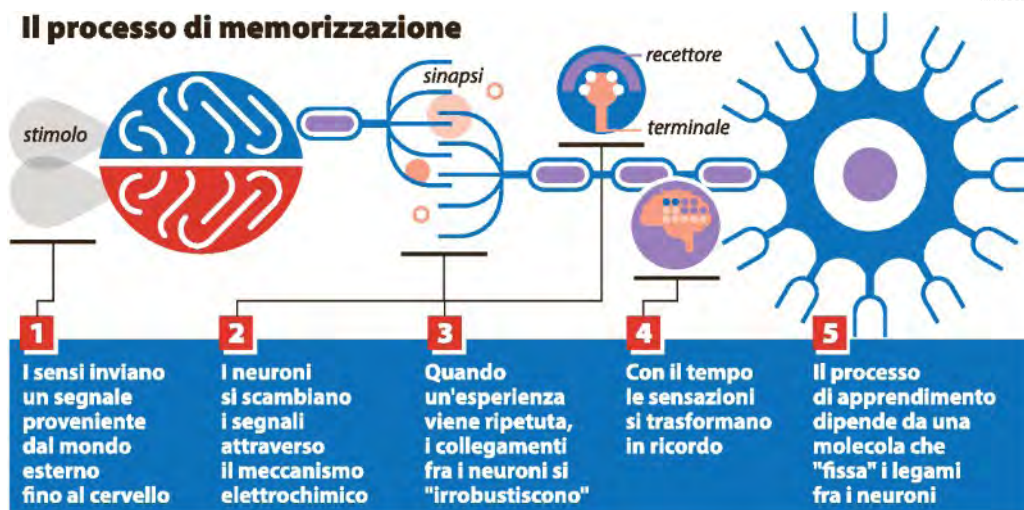 Il processo di memorizzazione
stimolo
sinapsi
recettore
terminale
1
I sensi inviano
un segnale
proveniente
dal mondo
esterno
fino al cervello
2
I neuroni
si scambiano
i segnali
attraverso
il meccanismo
elettrochimico
3
Quando
un'esperienza
viene ripetuta,
i collegamenti
fra i neuroni si
"irrobustiscono"
4
Con il tempo
le sensazioni
si trasformano
in ricordo
5
Il processo
di apprendimento
dipende da una
molecola che
"fissa" i legami
fra i neuroni